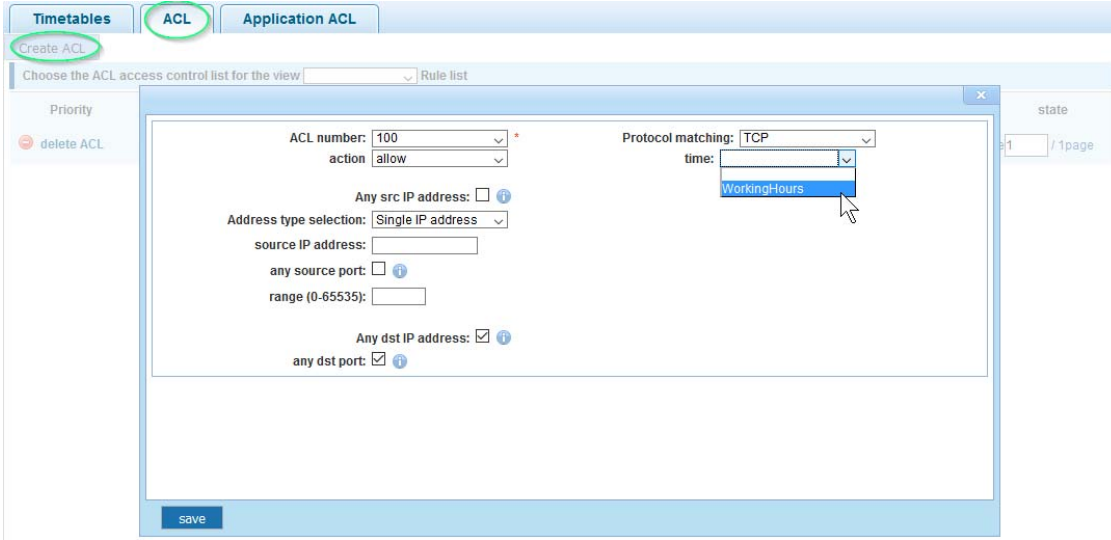 Timetables ACL Application ACL
Create ACL
Choose the ACL access control list for the view Rule list
Priority state
delete ACL 1 / 1page
ACL number: 100 * Protocol matching: TCP
action allow time:
WorkingHours
Any src IP address:
Address type selection: Single IP address
source IP address:
any source port:
range (0-65535):
Any dst IP address:
any dst port:
save